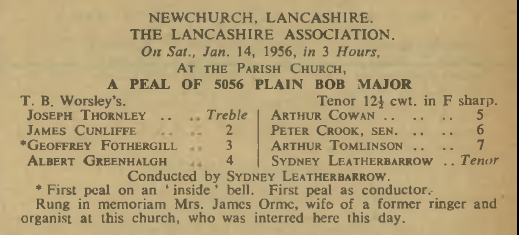 NEWCHURCH, LANCASHIRE.
THE LANCASHIRE ASSOCIATION.
On Sat., Jan. 14, 1956, in 3 Hours,
AT THE PARISH CHURCH,
A PEAL OF 5056 PLAIN BOB MAJOR
T. B. Worsley's. Tenor 12½ cwt. in F sharp.
JOSEPH THORNLEY .. .. Treble | ARTHUR COWAN .. .. .. 5
JAMES CUNLIFFE .. .. 2 | PETER CROOK, SEN. .. .. 6
*GEOFFREY FOTHERGILL .. 3 | ARTHUR TOMLINSON .. .. 7
ALBERT GREENHALGH .. 4 | SYDNEY LEATHERBARROW .. Tenor
Conducted by SYDNEY LEATHERBARROW.
* First peal on an ' inside ' bell. First peal as conductor.
Rung in memoriam Mrs. James Orme, wife of a former ringer and
organist at this church, who was interred here this day.